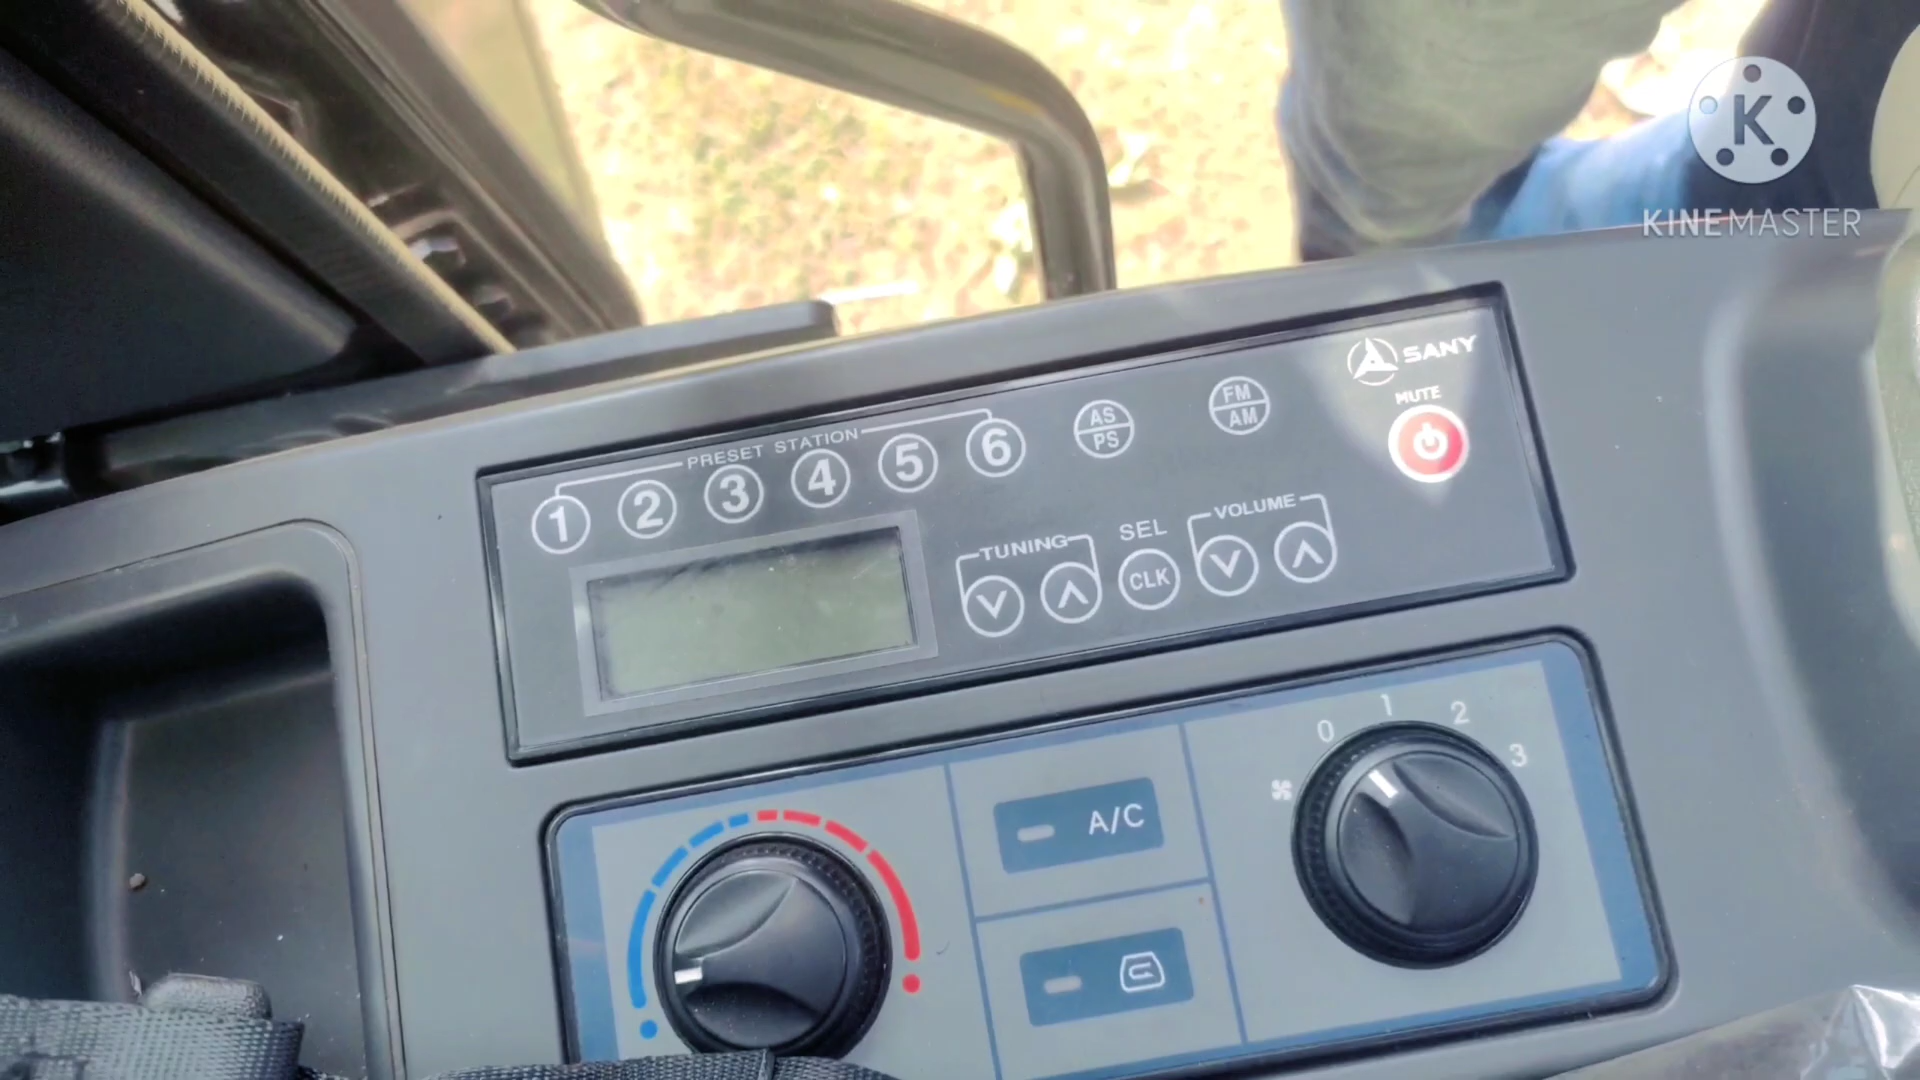 K
KINEMASTER
SANY
MUTE
PRESET STATION
1 2 3 4 5 6
AS
PS
FM
AM
TUNING
SEL
CLK
VOLUME
0 1 2 3
A/C